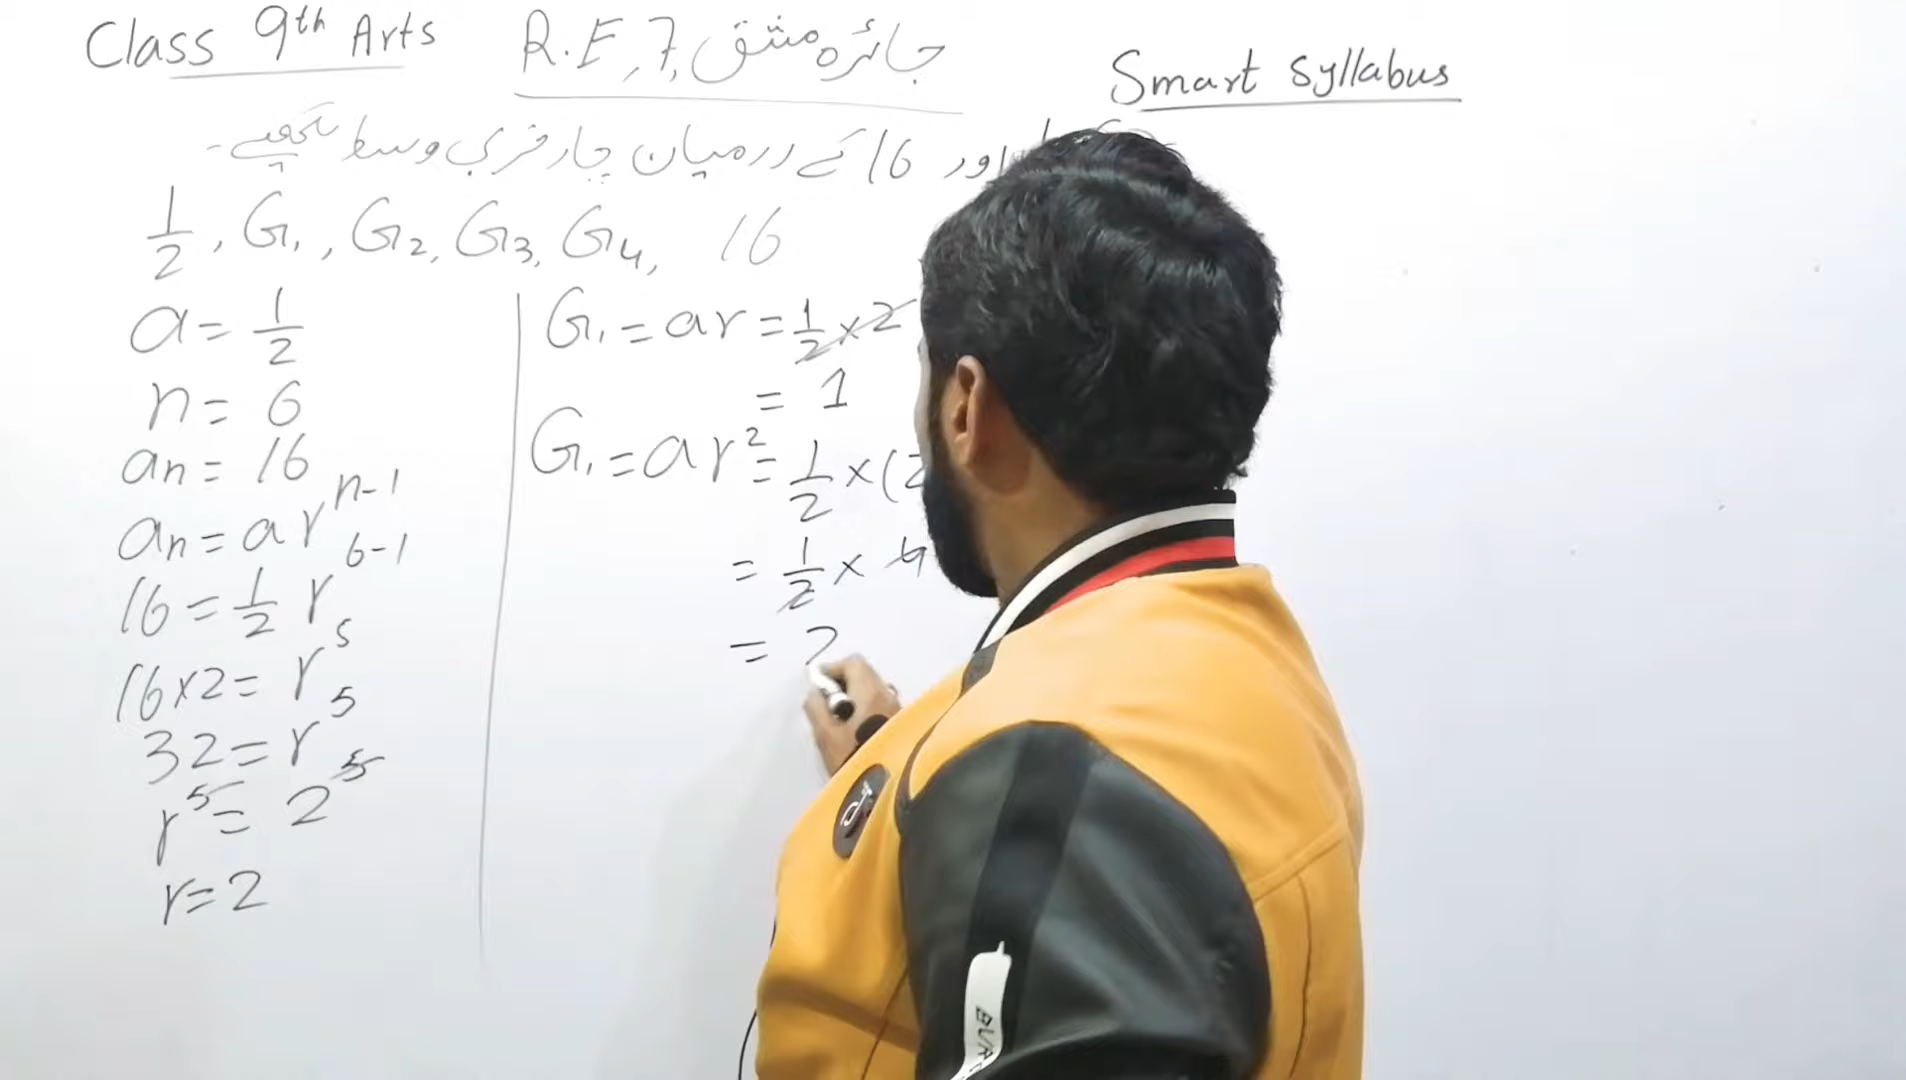 Class 9th Arts
R.E, 7, جائزہ مشق
Smart Syllabus
اور 16 کے درمیان چار ضربی وسط لکھیے۔
1/2, G1, G2, G3, G4, 16
a = 1/2
n = 6
an = 16
an = ar^n-1
16 = 1/2 r^6-1
16×2 = r^5
32 = r^5
r^5 = 2^5
r = 2
G1 = ar = 1/2 × 2
= 1
G1 = ar^2 = 1/2 × (2
= 1/2 × 4
= 2